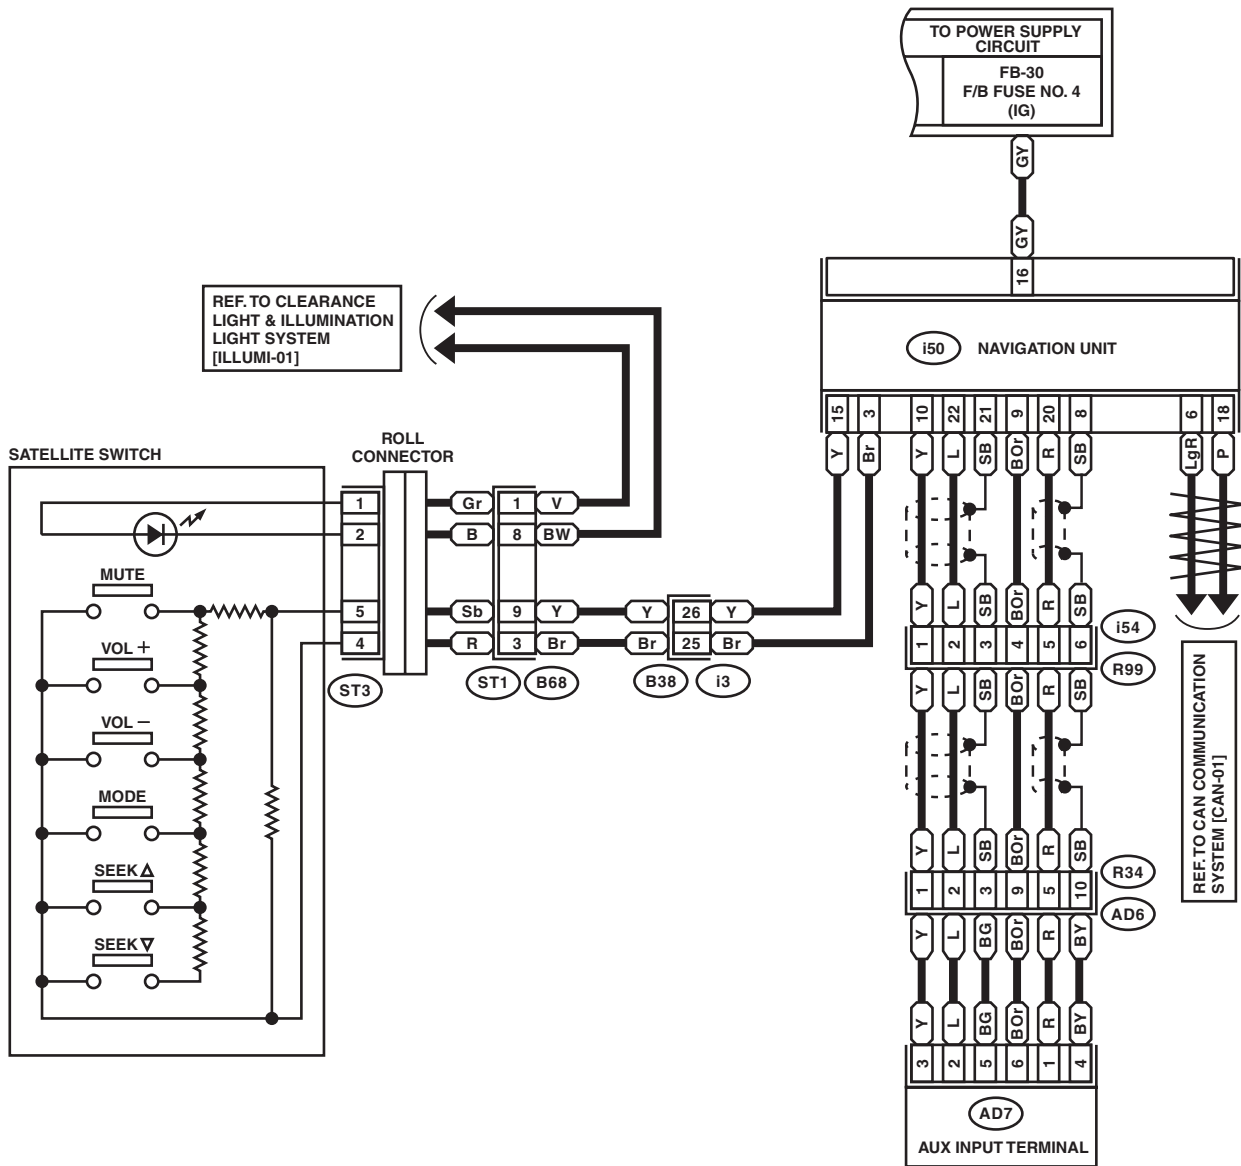 TO POWER SUPPLY
CIRCUIT
FB-30
F/B FUSE NO. 4
(IG)
GY
GY
16
i50 NAVIGATION UNIT
15 3 10 22 21 9 20 8 6 18
Y Br Y L SB BOr R SB LgR P
REF. TO CLEARANCE
LIGHT & ILLUMINATION
LIGHT SYSTEM
[ILLUMI-01]
SATELLITE SWITCH
ROLL
CONNECTOR
1 Gr 1 V
2 B 8 BW
MUTE
5 Sb 9 Y Y 26 Y
4 R 3 Br Br 25 Br
ST3 ST1 B68 B38 i3
VOL +
VOL −
MODE
SEEK △
SEEK ▽
Y L SB BOr R SB
1 2 3 4 5 6
i54
R99
Y L SB BOr R SB
Y L SB BOr R SB
1 2 3 9 5 10
R34
AD6
Y L BG BOr R BY
Y L BG BOr R BY
3 2 5 6 1 4
AD7
AUX INPUT TERMINAL
REF. TO CAN COMMUNICATION
SYSTEM [CAN-01]